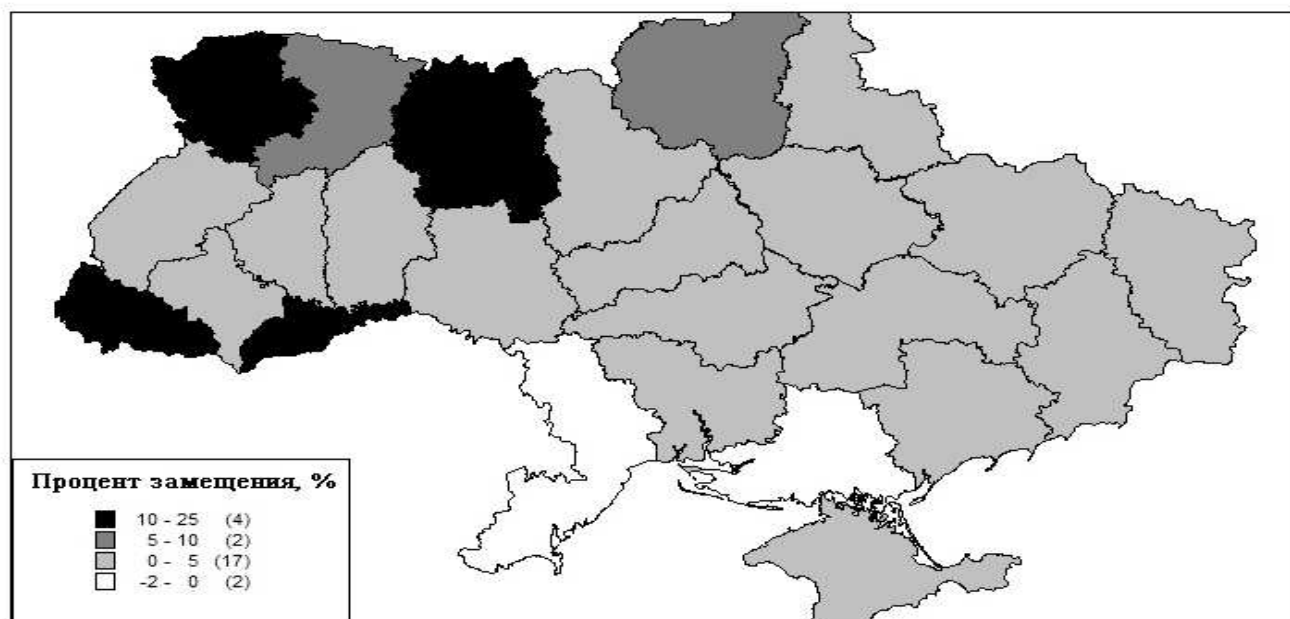 Процент замещения, %
10 - 25 (4)
5 - 10 (2)
0 - 5 (17)
-2 - 0 (2)